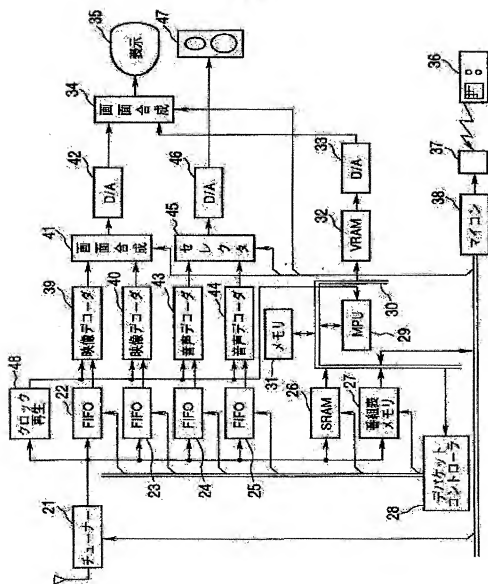 35
表示
47
34
画面合成
42
D/A
46
D/A
33
D/A
36
37
38
マイコン
41
画面合成
45
セレクタ
32
VRAM
39
映像デコーダ
40
映像デコーダ
43
音声デコーダ
44
音声デコーダ
30
MPU
29
31
メモリ
48
クロック再生
22
FIFO
FIFO
23
FIFO
24
FIFO
25
26
SRAM
27
番組表メモリ
21
チューナー
28
デパケットコントローラ